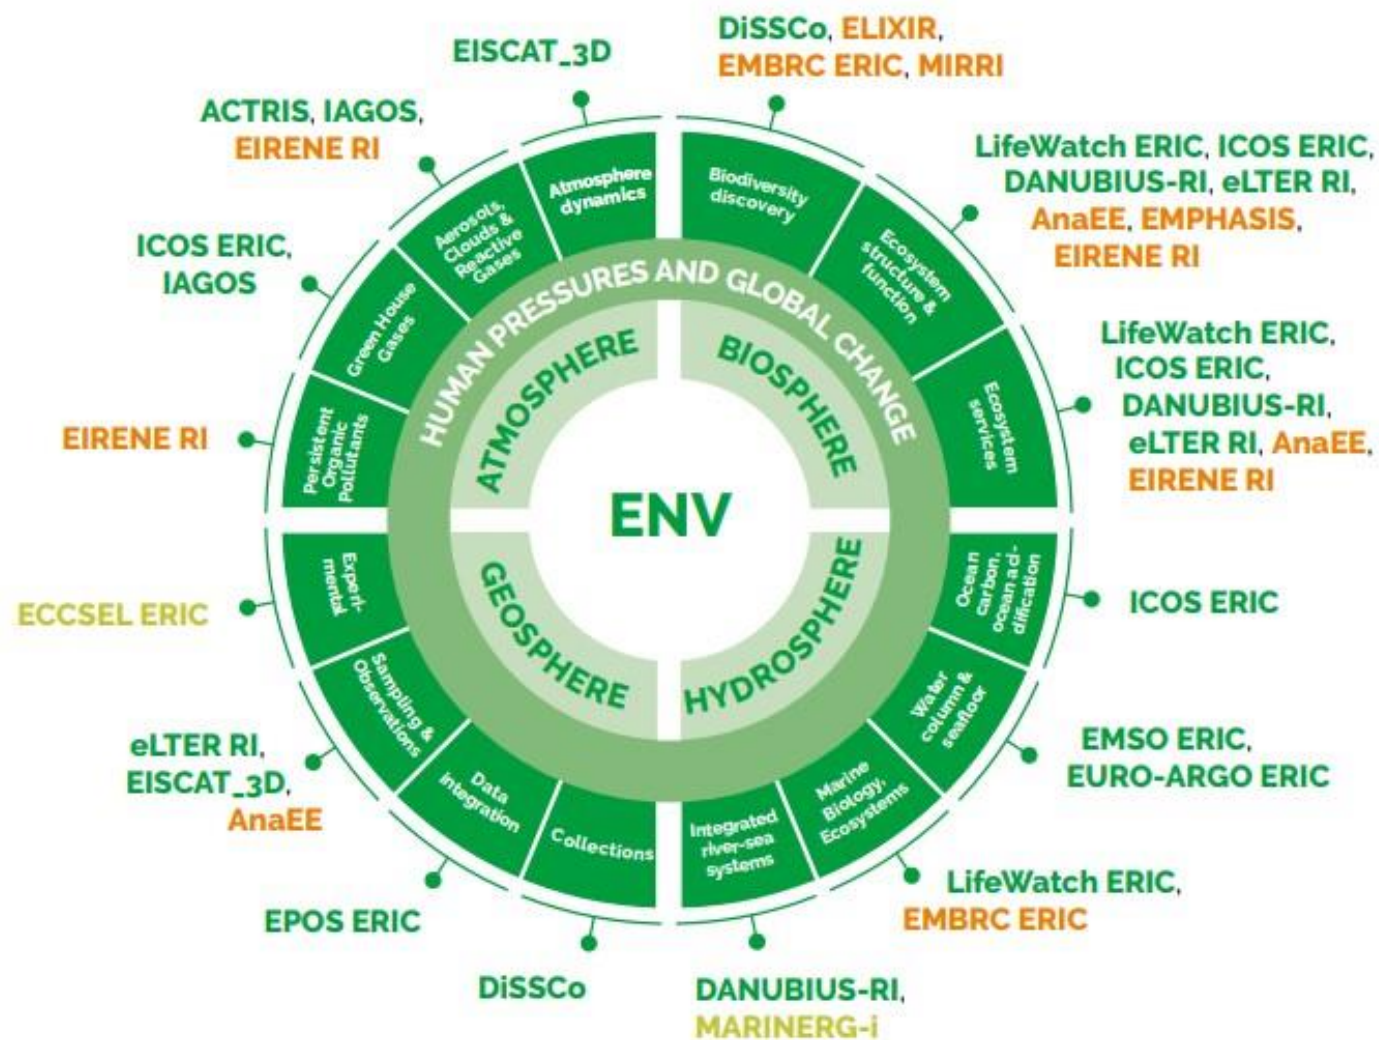 EISCAT_3D
DiSSCo, ELIXIR,
EMBRC ERIC, MIRRI
ACTRIS, IAGOS,
EIRENE RI
LifeWatch ERIC, ICOS ERIC,
DANUBIUS-RI, eLTER RI,
AnaEE, EMPHASIS,
EIRENE RI
ICOS ERIC,
IAGOS
LifeWatch ERIC,
ICOS ERIC,
DANUBIUS-RI,
eLTER RI, AnaEE,
EIRENE RI
EIRENE RI
ECCSEL ERIC
ICOS ERIC
eLTER RI,
EISCAT_3D,
AnaEE
EMSO ERIC,
EURO-ARGO ERIC
EPOS ERIC
LifeWatch ERIC,
EMBRC ERIC
DiSSCo
DANUBIUS-RI,
MARINERG-i
Atmosphere
dynamics
Biodiversity
discovery
Aerosols,
Clouds &
Reactive
Gases
Ecosystem
structure &
function
Green House
Gases
Ecosystem
services
Persistent
Organic
Pollutants
Experi-
mental
Ocean
carbon,
ocean aci-
dification
Sampling &
Observations
Water
column &
seafloor
Data
Integration
Marine
Biology,
Ecosystems
Collections
Integrated
river-sea
systems
HUMAN PRESSURES AND GLOBAL CHANGE
ATMOSPHERE
BIOSPHERE
ENV
GEOSPHERE
HYDROSPHERE